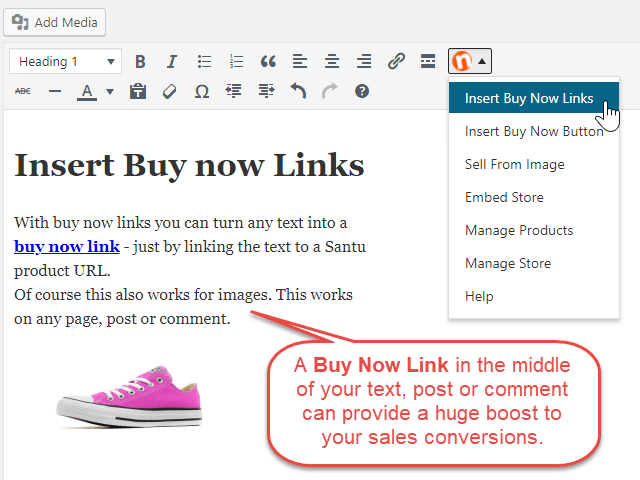 Add Media
Heading 1
B I
ABC A Ω
Insert Buy Now Links
Insert Buy Now Button
Sell From Image
Embed Store
Manage Products
Manage Store
Help
Insert Buy now Links
With buy now links you can turn any text into a
buy now link - just by linking the text to a Santu
product URL.
Of course this also works for images. This works
on any page, post or comment.
A Buy Now Link in the middle
of your text, post or comment
can provide a huge boost to
your sales conversions.